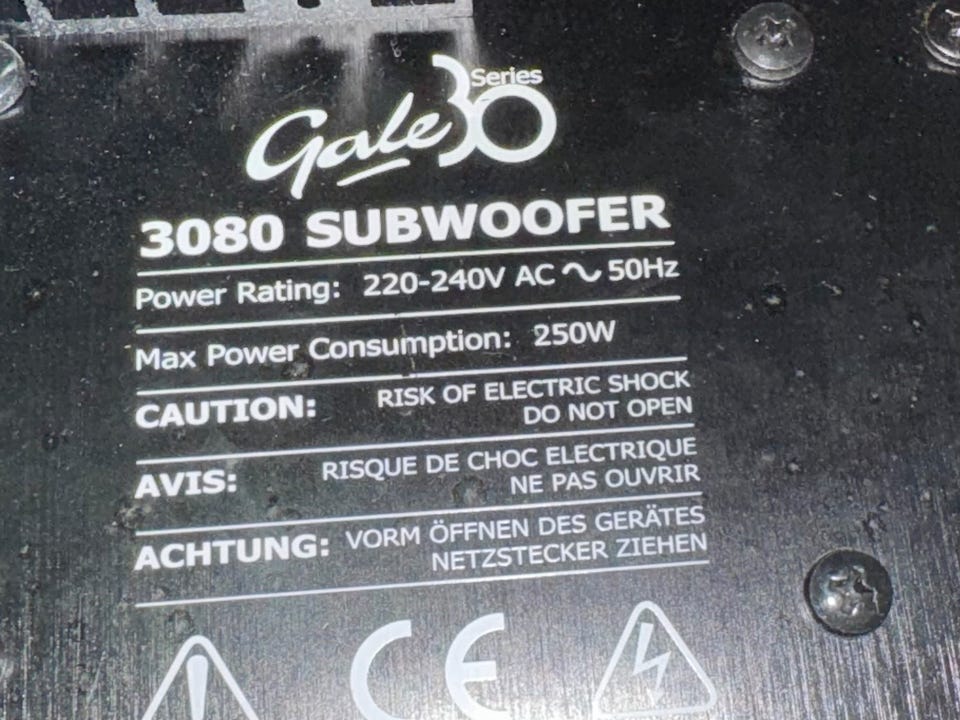 Gale 30 Series
3080 SUBWOOFER
Power Rating: 220-240V AC ∿ 50Hz
Max Power Consumption: 250W
CAUTION: RISK OF ELECTRIC SHOCK
DO NOT OPEN
AVIS: RISQUE DE CHOC ELECTRIQUE
NE PAS OUVRIR
ACHTUNG: VORM ÖFFNEN DES GERÄTES
NETZSTECKER ZIEHEN
CE